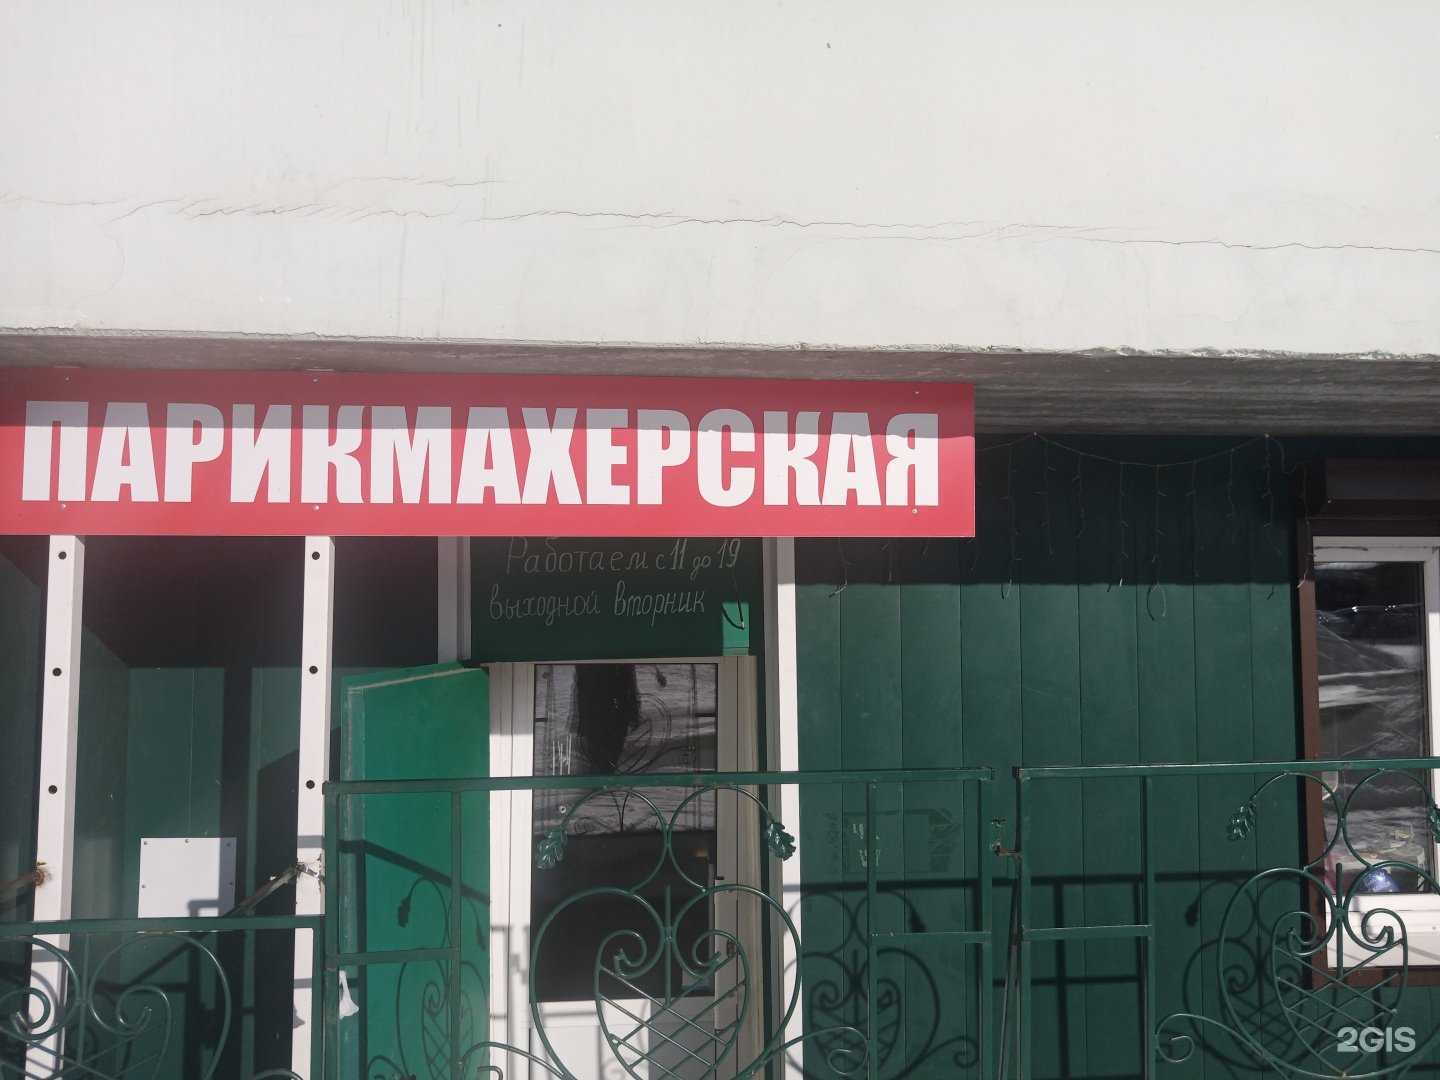 ПАРИКМАХЕРСКАЯ
Работаем с 11 до 19
выходной вторник
2GIS